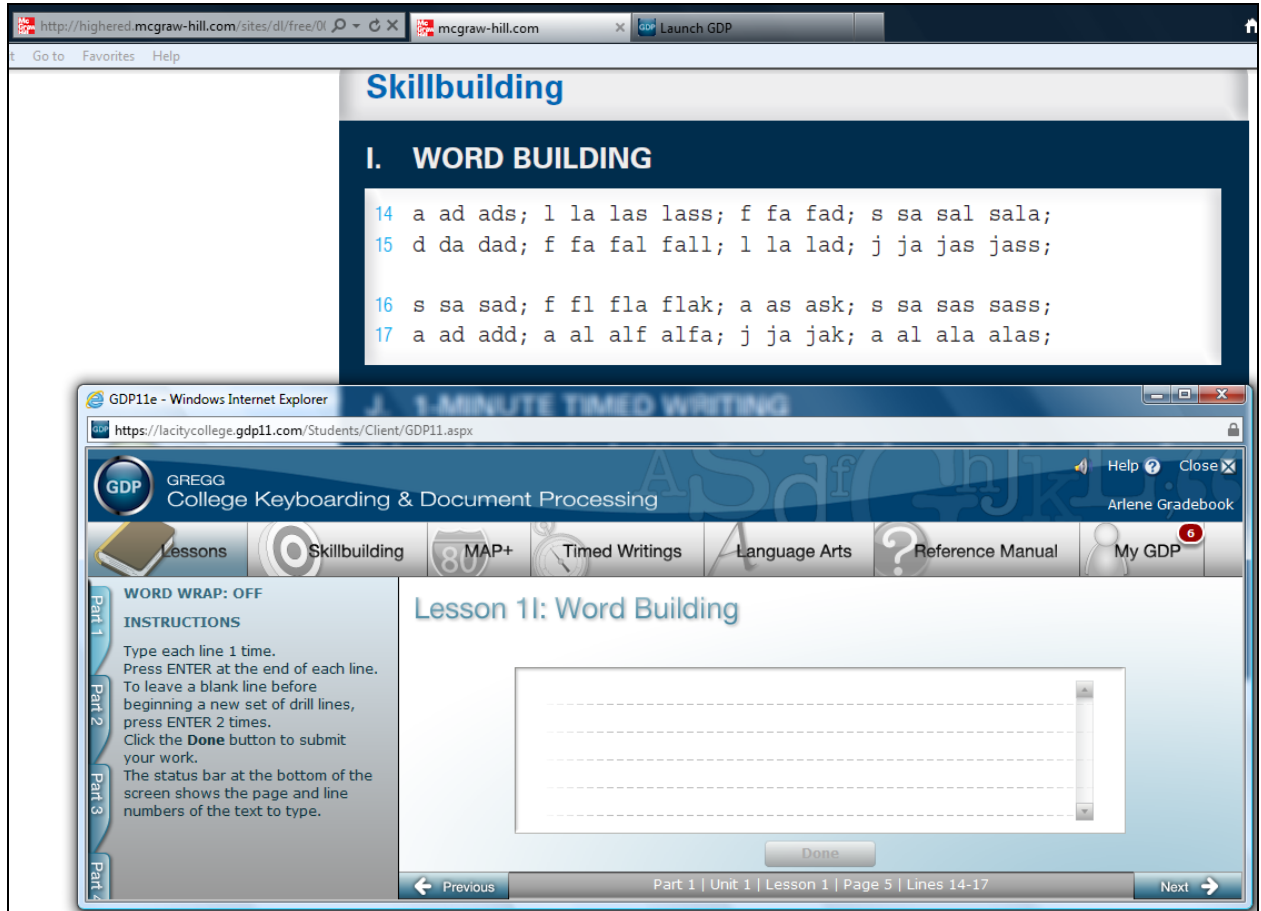 http://highered.mcgraw-hill.com/sites/dl/free/0(
mcgraw-hill.com
Launch GDP
t Go to Favorites Help
Skillbuilding
I. WORD BUILDING
14 a ad ads; l la las lass; f fa fad; s sa sal sala;
15 d da dad; f fa fal fall; l la lad; j ja jas jass;
16 s sa sad; f fl fla flak; a as ask; s sa sas sass;
17 a ad add; a al alf alfa; j ja jak; a al ala alas;
J. 1-MINUTE TIMED WRITING
GDP11e - Windows Internet Explorer
GDP https://lacitycollege.gdp11.com/Students/Client/GDP11.aspx
GDP
GREGG
College Keyboarding & Document Processing
Help ? Close
Arlene Gradebook
Lessons Skillbuilding MAP+ Timed Writings Language Arts Reference Manual My GDP 6
Part 1
Part 2
Part 3
Part
WORD WRAP: OFF
INSTRUCTIONS
Type each line 1 time.
Press ENTER at the end of each line.
To leave a blank line before
beginning a new set of drill lines,
press ENTER 2 times.
Click the Done button to submit
your work.
The status bar at the bottom of the
screen shows the page and line
numbers of the text to type.
Lesson 1I: Word Building
Done
Previous
Part 1 | Unit 1 | Lesson 1 | Page 5 | Lines 14-17
Next